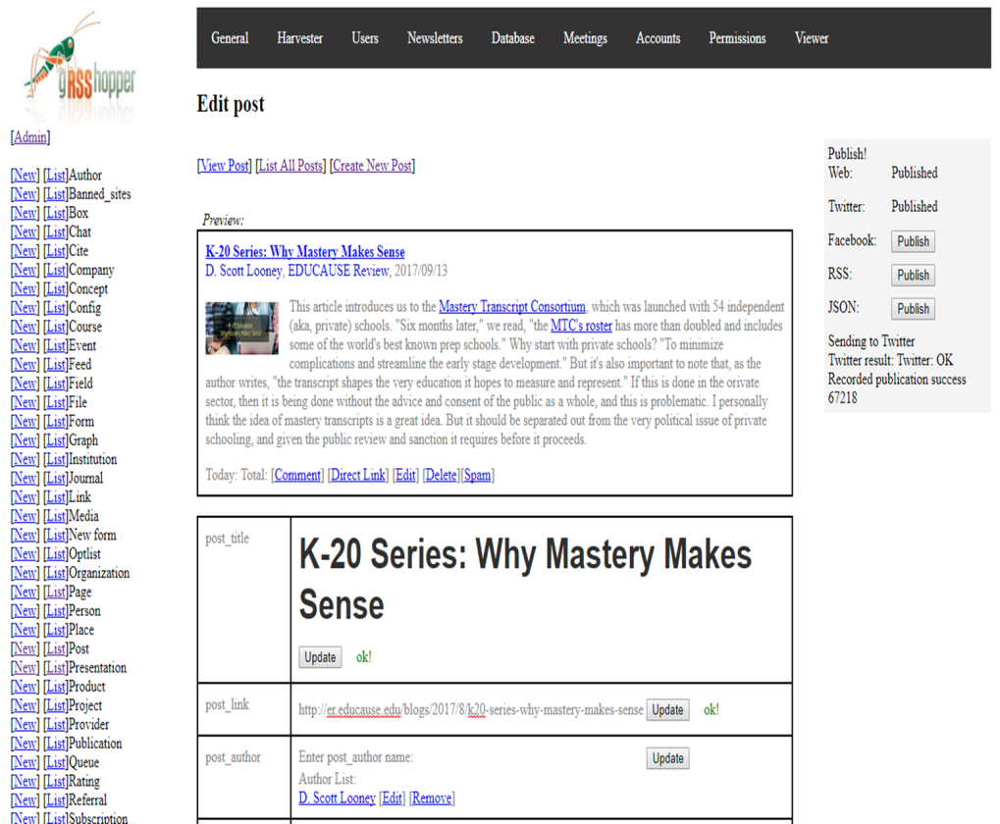 gRSShopper
General Harvester Users Newsletters Database Meetings Accounts Permissions Viewer
[Admin]
[New] [List]Author
[New] [List]Banned_sites
[New] [List]Box
[New] [List]Chat
[New] [List]Cite
[New] [List]Company
[New] [List]Concept
[New] [List]Config
[New] [List]Course
[New] [List]Event
[New] [List]Feed
[New] [List]Field
[New] [List]File
[New] [List]Form
[New] [List]Graph
[New] [List]Institution
[New] [List]Journal
[New] [List]Link
[New] [List]Media
[New] [List]New form
[New] [List]Optlist
[New] [List]Organization
[New] [List]Page
[New] [List]Person
[New] [List]Place
[New] [List]Post
[New] [List]Presentation
[New] [List]Product
[New] [List]Project
[New] [List]Provider
[New] [List]Publication
[New] [List]Queue
[New] [List]Rating
[New] [List]Referral
[New] [List]Subscription
Edit post
[View Post] [List All Posts] [Create New Post]
Preview:
K-20 Series: Why Mastery Makes Sense
D. Scott Looney, EDUCAUSE Review, 2017/09/13
This article introduces us to the Mastery Transcript Consortium, which was launched with 54 independent
(aka, private) schools. "Six months later," we read, "the MTC's roster has more than doubled and includes
some of the world's best known prep schools." Why start with private schools? "To minimize
complications and streamline the early stage development." But it's also important to note that, as the
author writes, "the transcript shapes the very education it hopes to measure and represent." If this is done in the orivate
sector, then it is being done without the advice and consent of the public as a whole, and this is problematic. I personally
think the idea of mastery transcripts is a great idea. But it should be separated out from the very political issue of private
schooling, and given the public review and sanction it requires before it proceeds.
Today: Total: [Comment] [Direct Link] [Edit] [Delete][Spam]
post_title
K-20 Series: Why Mastery Makes
Sense
Update ok!
post_link
http://er.educause.edu/blogs/2017/8/k20-series-why-mastery-makes-sense Update ok!
post_author
Enter post_author name: Update
Author List:
D. Scott Looney [Edit] [Remove]
Publish!
Web: Published
Twitter: Published
Facebook: Publish
RSS: Publish
JSON: Publish
Sending to Twitter
Twitter result: Twitter: OK
Recorded publication success
67218